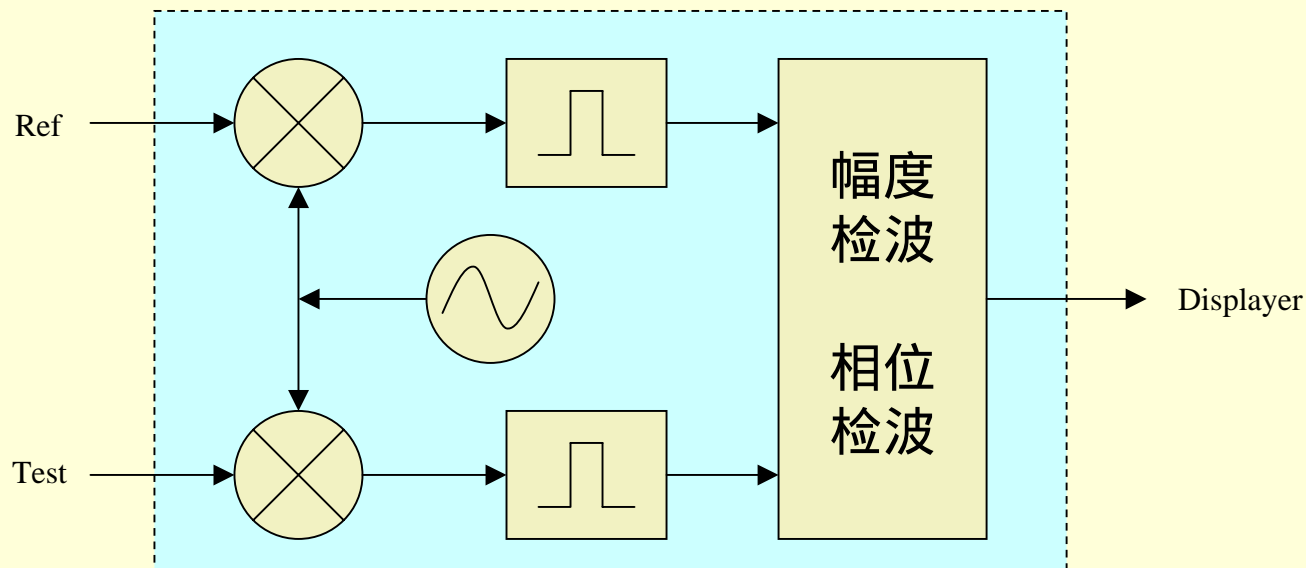 Ref
幅度
检波
Displayer
相位
检波
Test